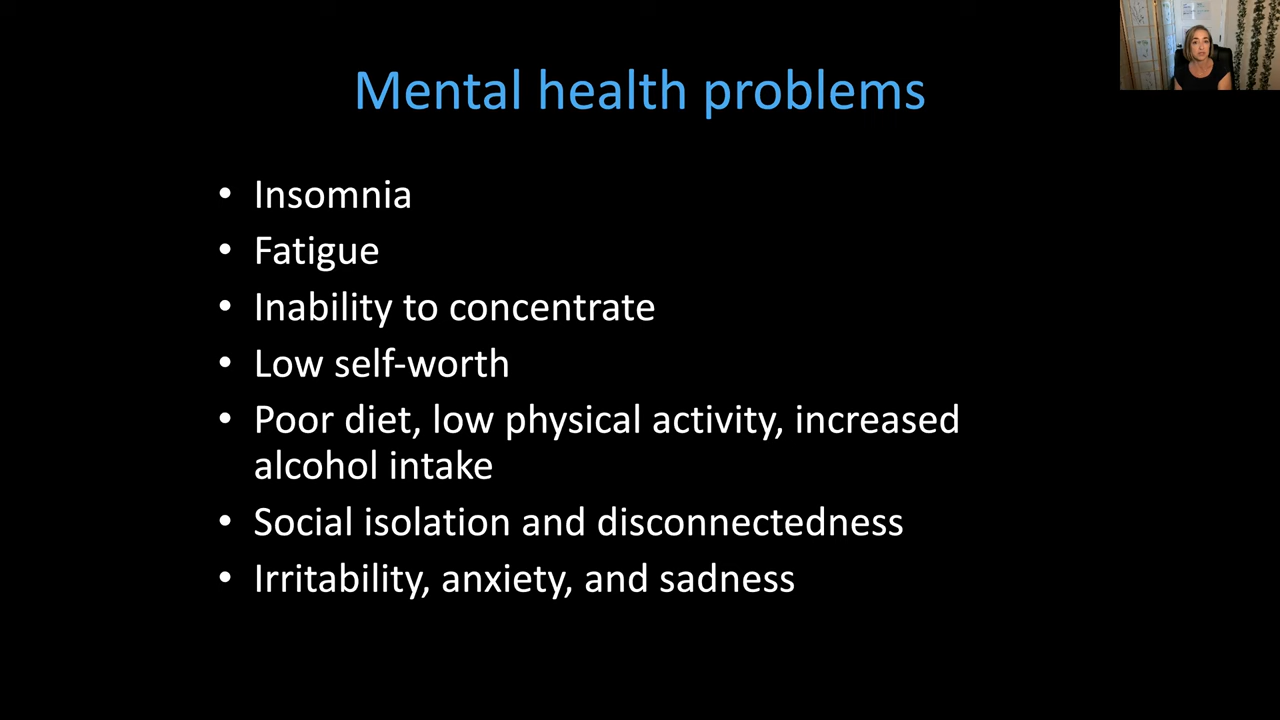 Mental health problems
• Insomnia
• Fatigue
• Inability to concentrate
• Low self-worth
• Poor diet, low physical activity, increased
alcohol intake
• Social isolation and disconnectedness
• Irritability, anxiety, and sadness